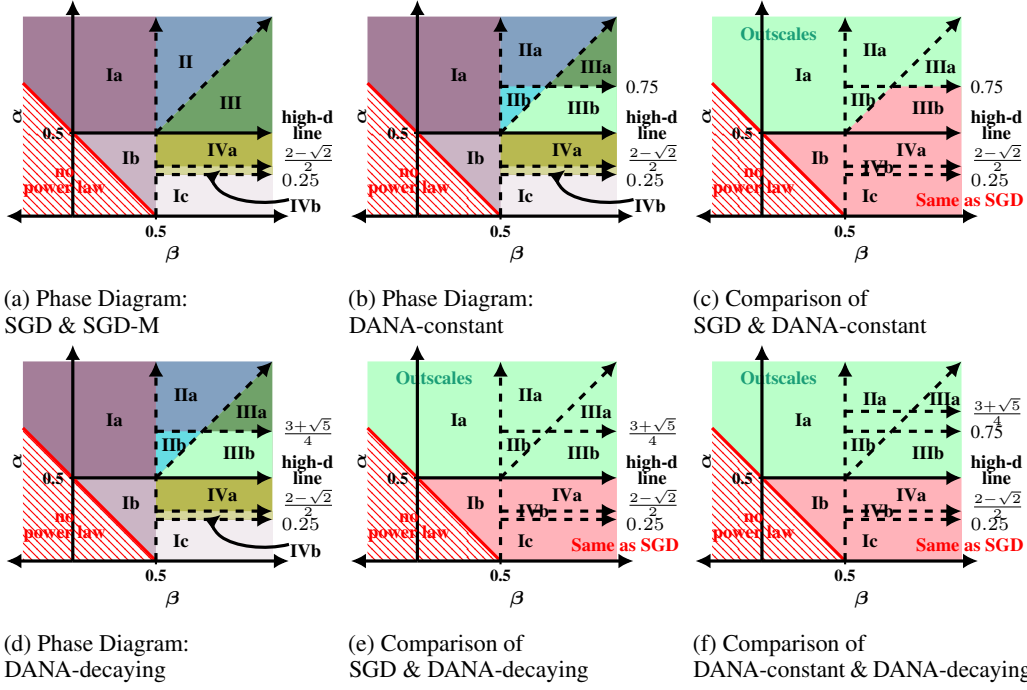 Ia
II
III
α
0.5
high-d
line
Ib
IVa
2−√2
2
0.25
no
power law
Ic
IVb
0.5
β
(a) Phase Diagram:
SGD & SGD-M
Ia
IIa
IIIa
0.75
IIb
IIIb
high-d
line
Ib
IVa
2−√2
2
0.25
no
power law
Ic
IVb
0.5
β
(b) Phase Diagram:
DANA-constant
Outscales
IIa
Ia
IIIa
0.75
IIb
IIIb
α
0.5
high-d
line
Ib
IVa
2−√2
2
IVb
0.25
no
power law
Ic
Same as SGD
0.5
β
(c) Comparison of
SGD & DANA-constant
Ia
IIa
IIIa
3+√5
4
IIb
IIIb
α
0.5
high-d
line
Ib
IVa
2−√2
2
0.25
no
power law
Ic
IVb
0.5
β
(d) Phase Diagram:
DANA-decaying
Outscales
IIa
Ia
IIIa
3+√5
4
IIb
IIIb
high-d
line
Ib
IVa
2−√2
2
IVb
0.25
no
power law
Ic
Same as SGD
0.5
β
(e) Comparison of
SGD & DANA-decaying
Outscales
IIa
IIIa
3+√5
4
Ia
0.75
IIb
IIIb
α
0.5
high-d
line
Ib
IVa
2−√2
2
IVb
0.25
no
power law
Ic
Same as SGD
0.5
β
(f) Comparison of
DANA-constant & DANA-decaying